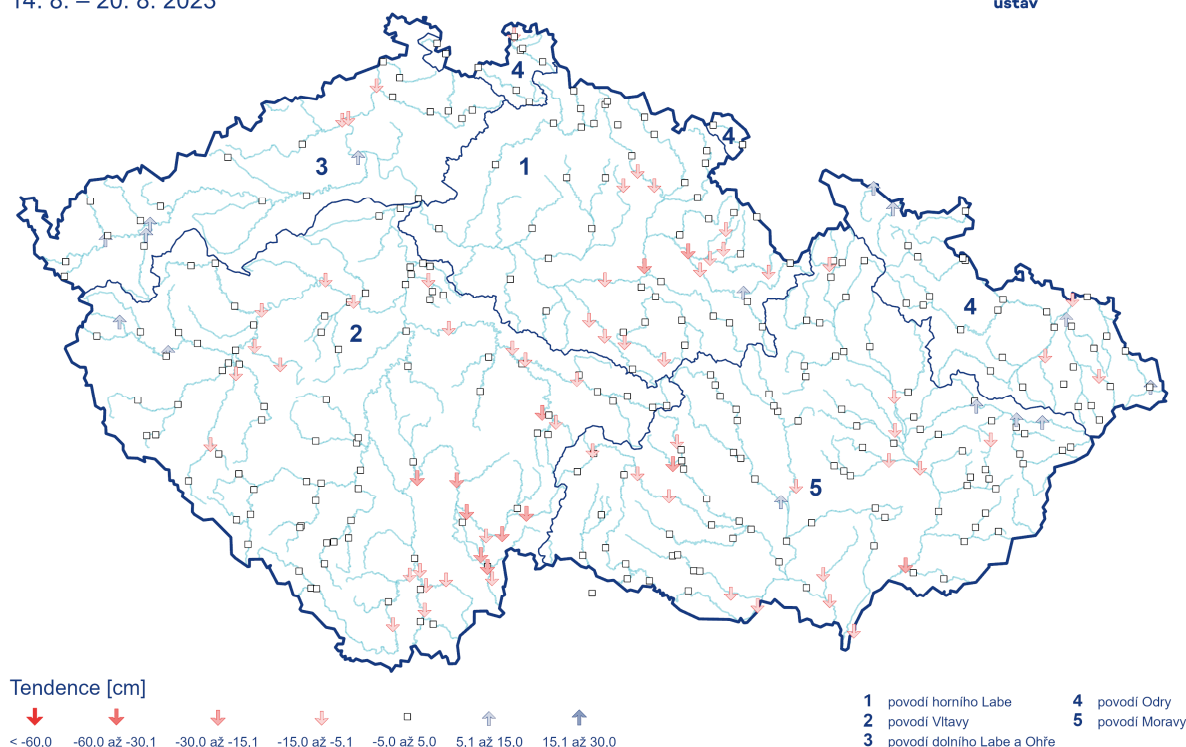 14. 8. – 20. 8. 2023
ústav
4
4
3
1
2
4
5
Tendence [cm]
< -60.0 -60.0 až -30.1 -30.0 až -15.1 -15.0 až -5.1 -5.0 až 5.0 5.1 až 15.0 15.1 až 30.0
1 povodí horního Labe
2 povodí Vltavy
3 povodí dolního Labe a Ohře
4 povodí Odry
5 povodí Moravy